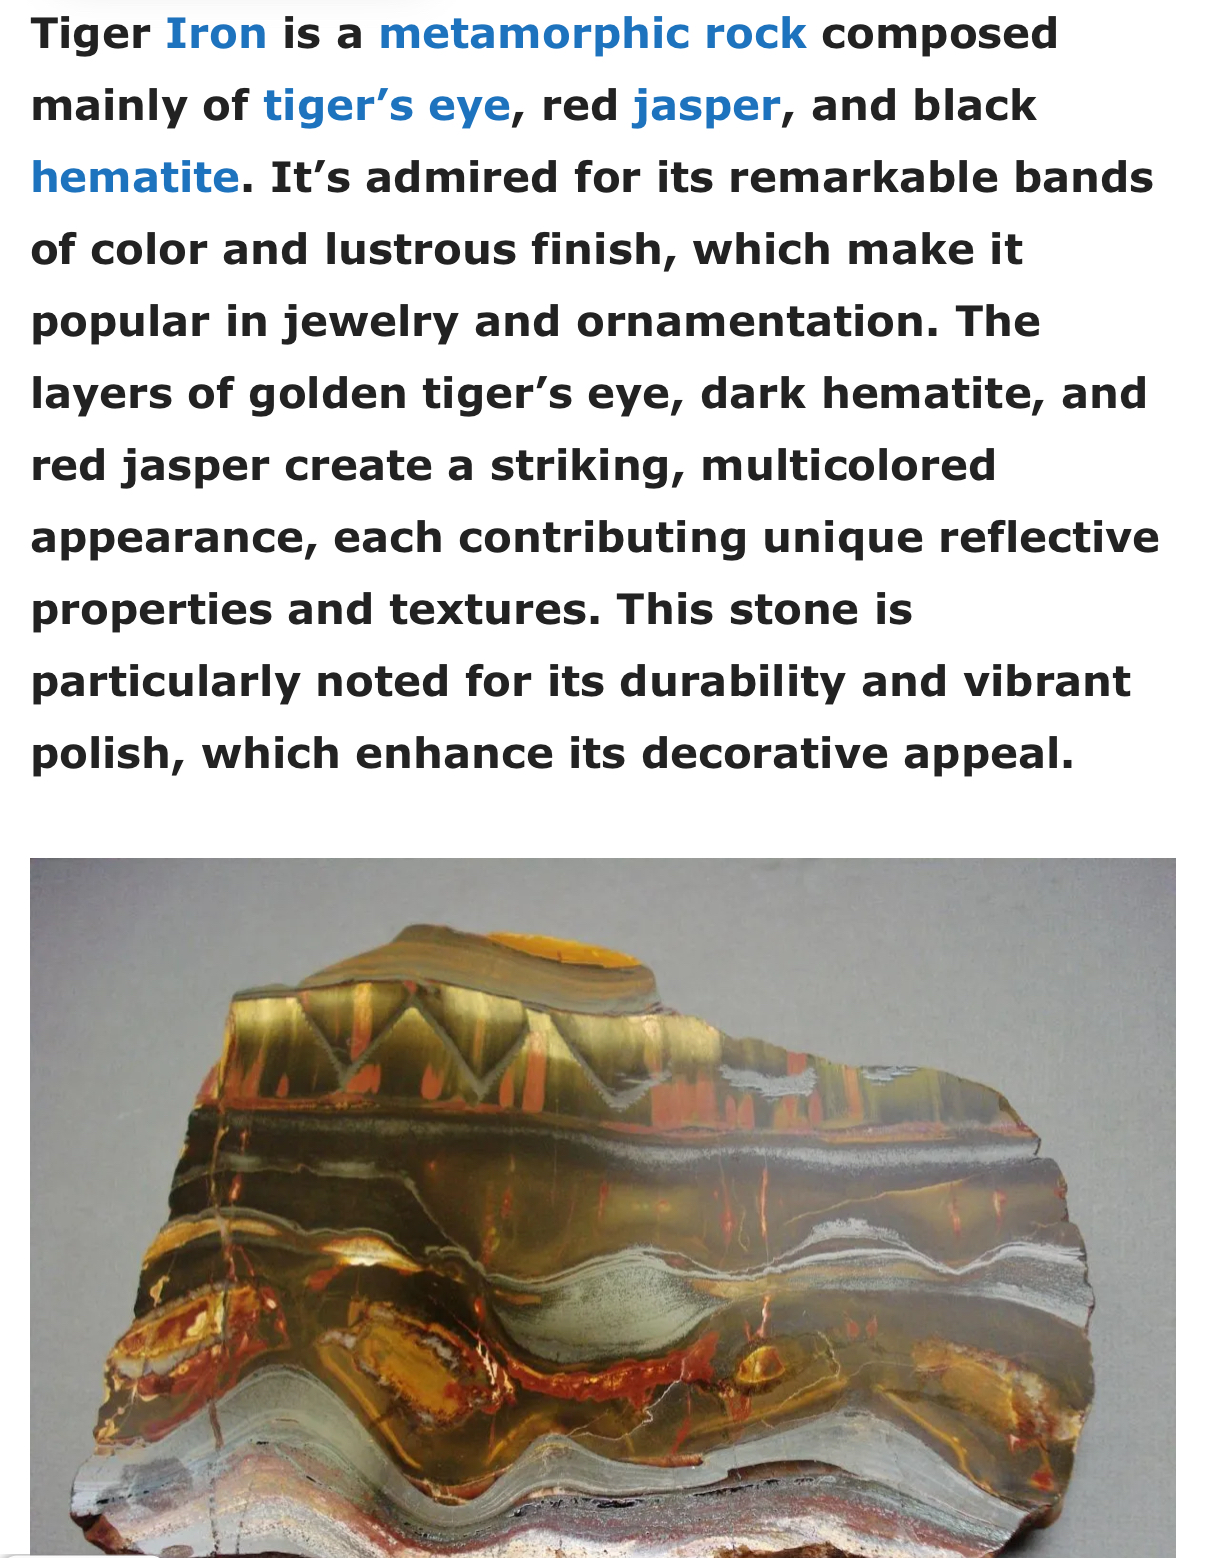 Tiger Iron is a metamorphic rock composed
mainly of tiger’s eye, red jasper, and black
hematite. It’s admired for its remarkable bands
of color and lustrous finish, which make it
popular in jewelry and ornamentation. The
layers of golden tiger’s eye, dark hematite, and
red jasper create a striking, multicolored
appearance, each contributing unique reflective
properties and textures. This stone is
particularly noted for its durability and vibrant
polish, which enhance its decorative appeal.